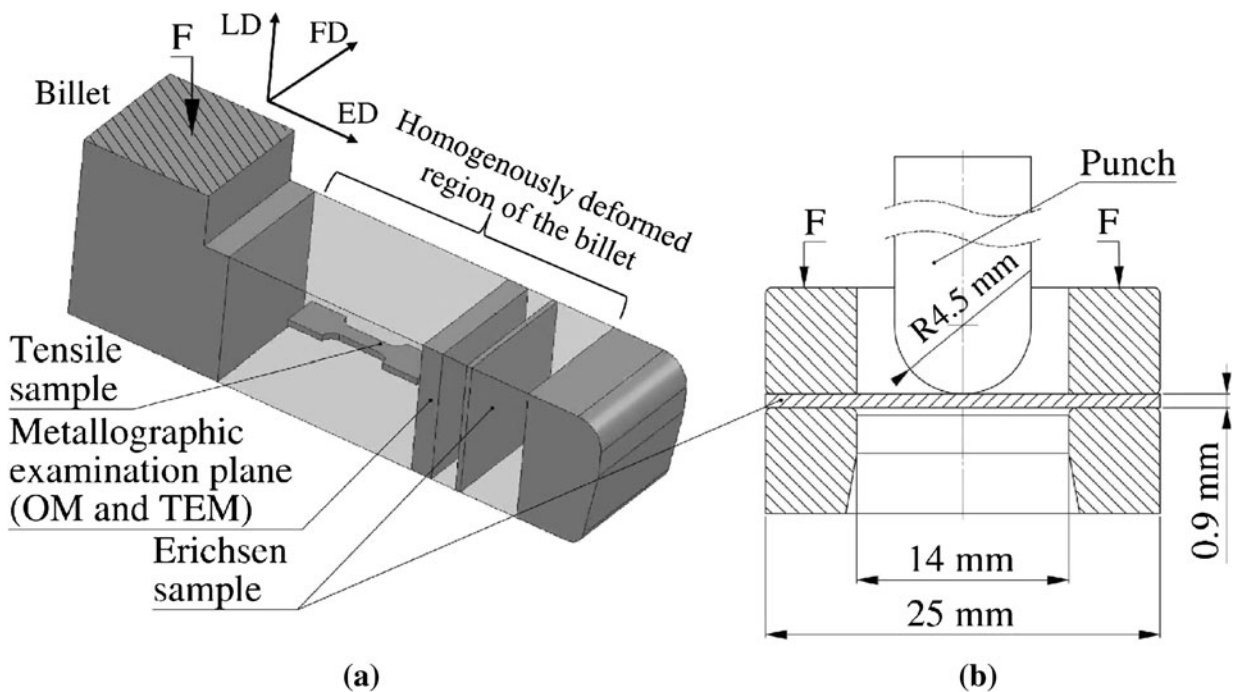 LD
FD
F
ED
Billet
Homogenously deformed
region of the billet
Tensile
sample
Metallographic
examination plane
(OM and TEM)
Erichsen
sample
(a)
Punch
F
F
R4.5 mm
0.9 mm
14 mm
25 mm
(b)